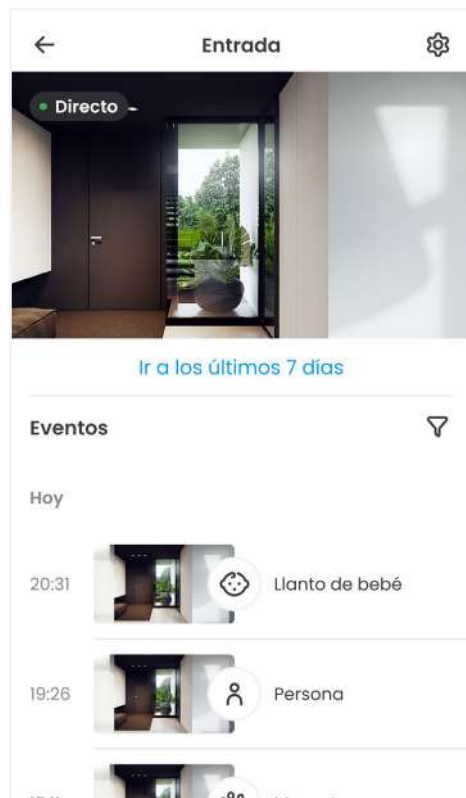 Entrada
Directo
Ir a los últimos 7 días
Eventos
Hoy
20:31
Llanto de bebé
19:26
Persona